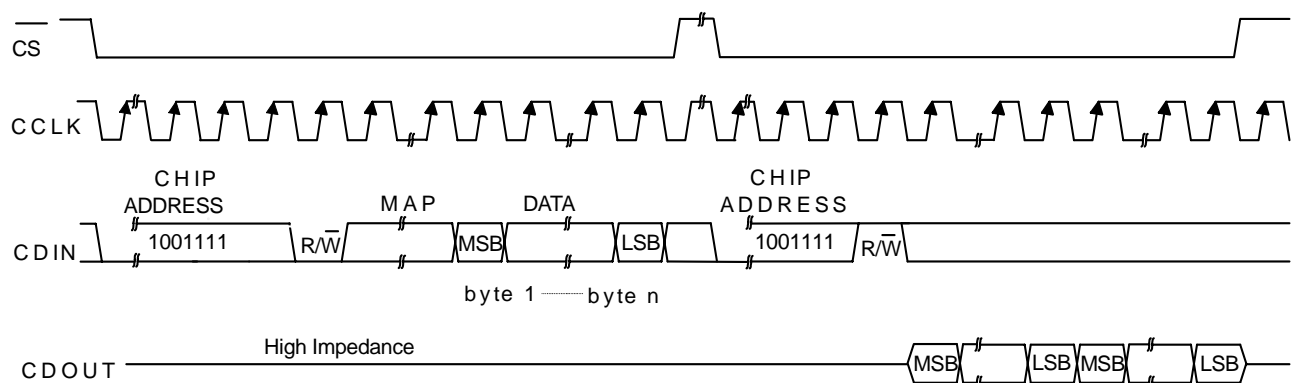 C̅S̅
CCLK
CHIP
ADDRESS
MAP
DATA
CHIP
ADDRESS
CDIN
1001111
R/W̅
MSB
LSB
1001111
R/W̅
byte 1 byte n
High Impedance
CDOUT
MSB
LSB
MSB
LSB